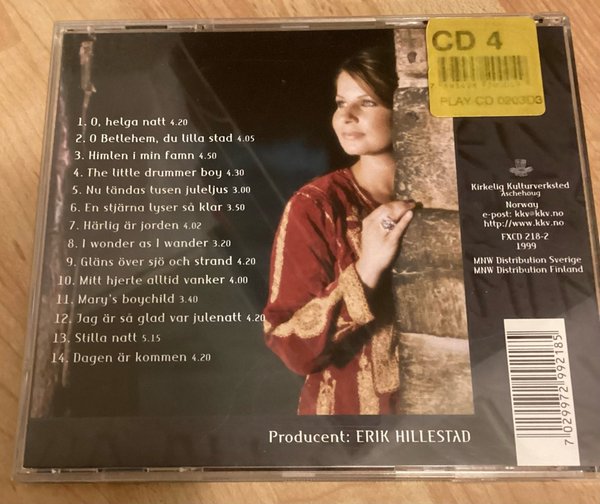 CD 4
PLAY CD 020303
1. O, helga natt 4.20
2. O Betlehem, du lilla stad 4.05
3. Himlen i min famn 4.50
4. The little drummer boy 4.30
5. Nu tändas tusen juleljus 3.00
6. En stjärna lyser så klar 3.50
7. Härlig är jorden 4.02
8. I wonder as I wander 3.20
9. Gläns över sjö och strand 4.20
10. Mitt hjerte alltid vanker 4.00
11. Mary's boychild 3.40
12. Jag är så glad var julenatt 4.20
13. Stilla natt 5.15
14. Dagen är kommen 4.20
Kirkelig Kulturverksted
Aschehoug
Norway
e-post: kkv@kkv.no
http://www.kkv.no
FXCD 218-2
1999
MNW Distribution Sverige
MNW Distribution Finland
7 029972 992185
Producent: ERIK HILLESTAD